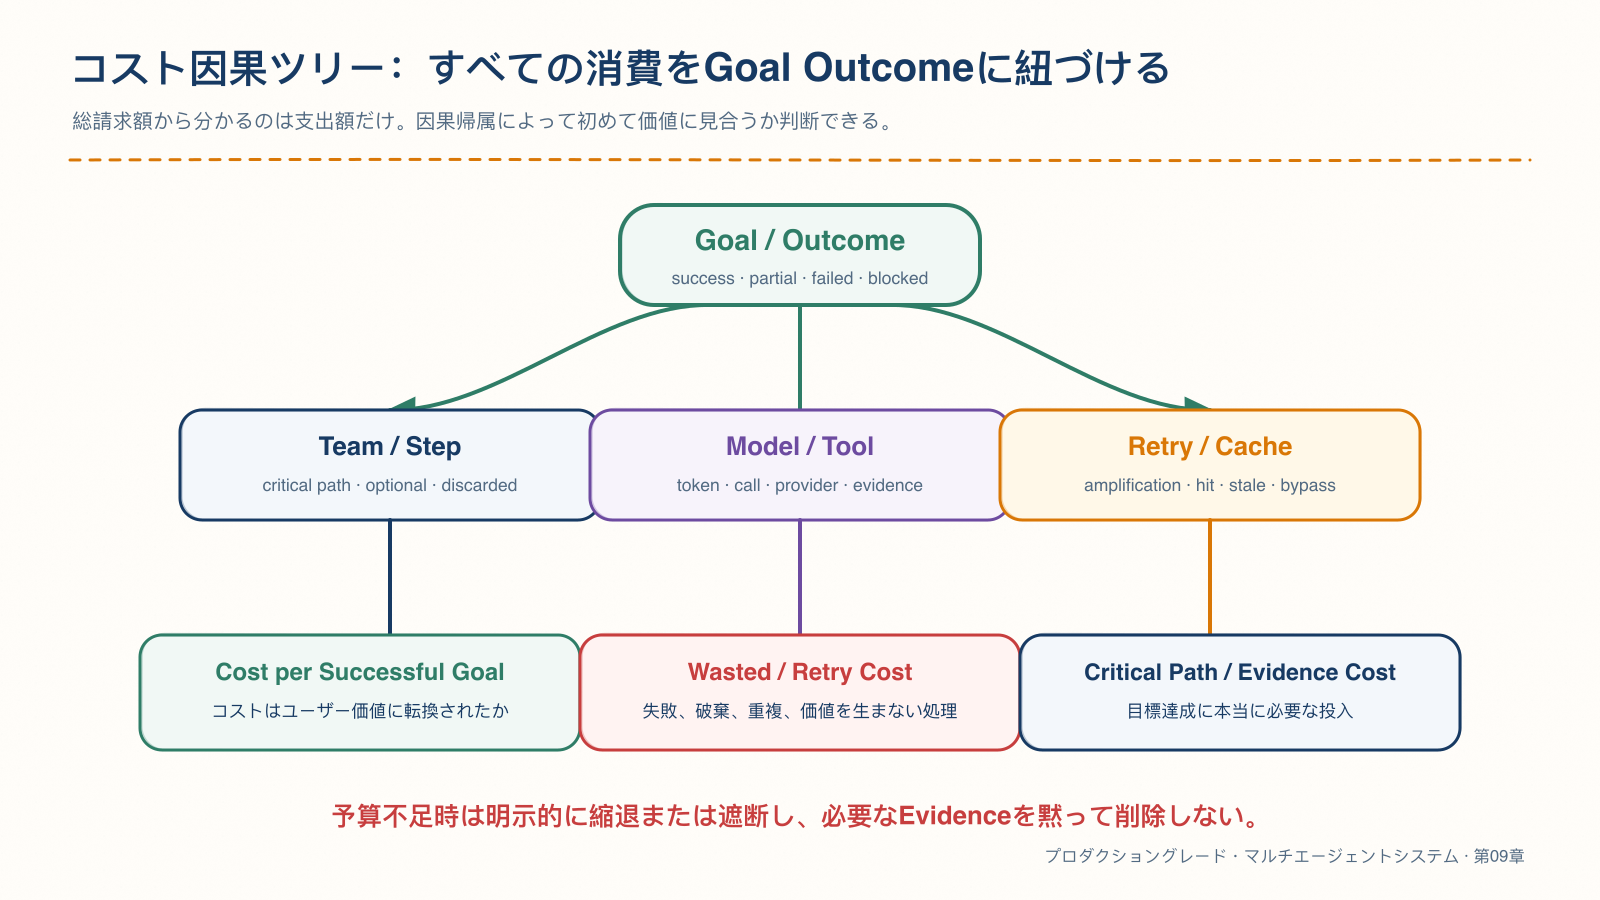 コスト因果ツリー：すべての消費をGoal Outcomeに紐づける
総請求額から分かるのは支出額だけ。因果帰属によって初めて価値に見合うか判断できる。
Goal / Outcome
success · partial · failed · blocked
Team / Step
critical path · optional · discarded
Model / Tool
token · call · provider · evidence
Retry / Cache
amplification · hit · stale · bypass
Cost per Successful Goal
コストはユーザー価値に転換されたか
Wasted / Retry Cost
失敗、破棄、重複、価値を生まない処理
Critical Path / Evidence Cost
目標達成に本当に必要な投入
予算不足時は明示的に縮退または遮断し、必要なEvidenceを黙って削除しない。
プロダクショングレード · マルチエージェントシステム · 第09章